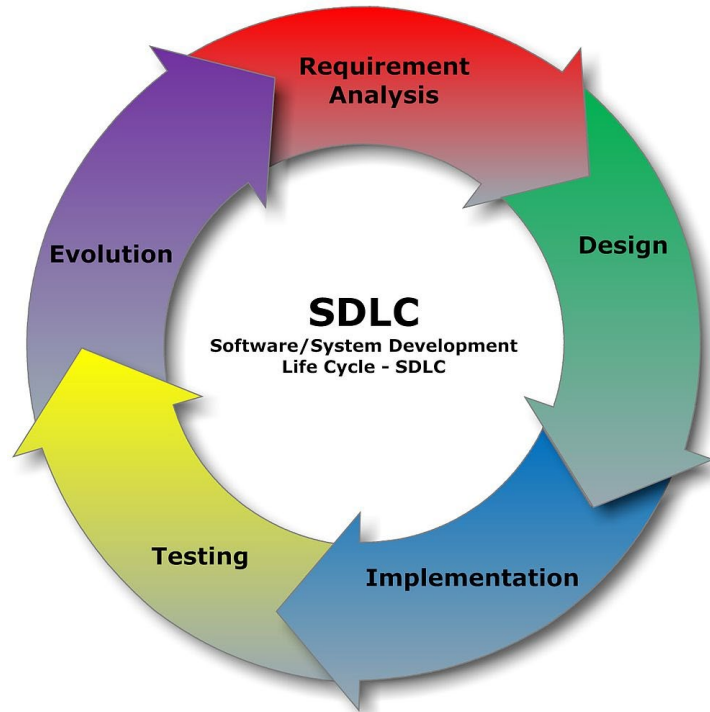 Requirement
Analysis
Design
Evolution
SDLC
Software/System Development
Life Cycle - SDLC
Testing
Implementation